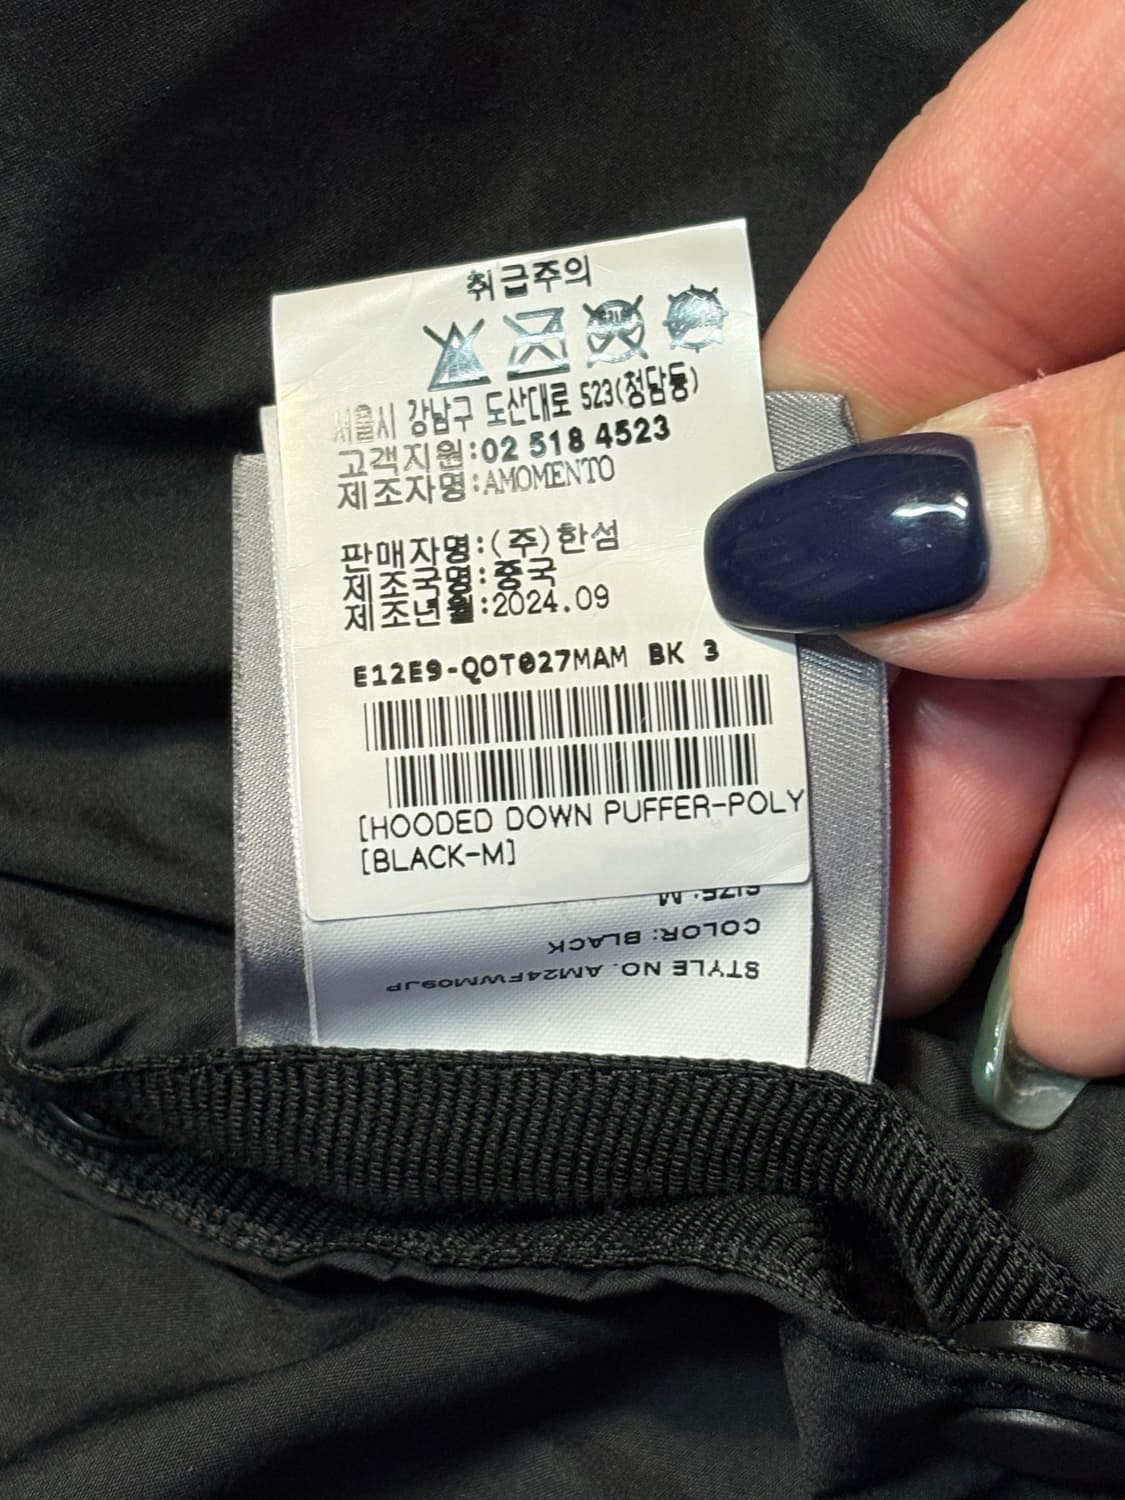 취급주의
서울시 강남구 도산대로 523(청담동)
고객지원:02 518 4523
제조자명:AMOMENTO
판매자명:(주)한섬
제조국명:중국
제조년월:2024.09
E12E9-QOT027MAM BK 3
[HOODED DOWN PUFFER-POLY
[BLACK-M]
SIZE: M
COLOR: BLACK
STYLE NO. AM24FWM09JP